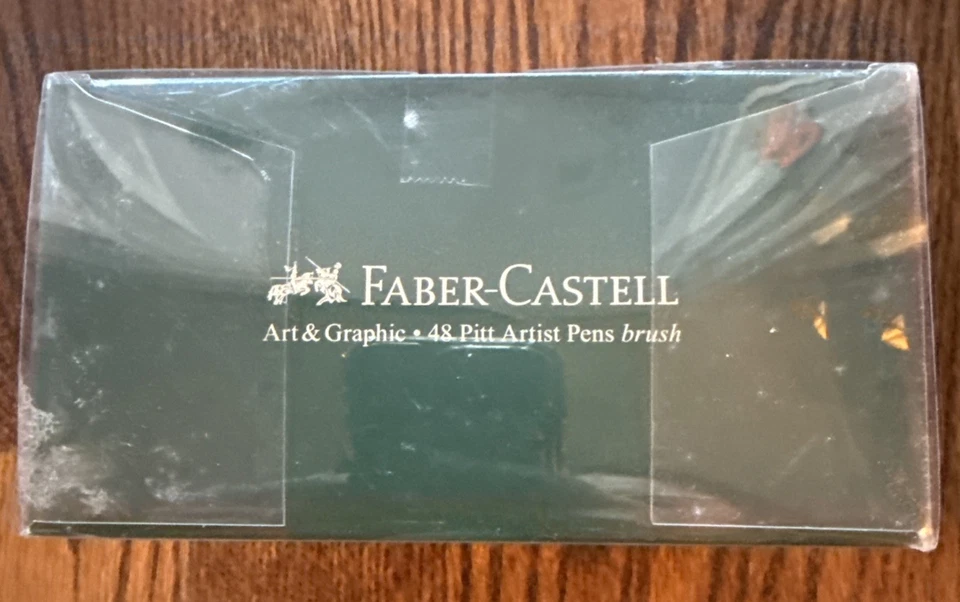 FABER-CASTELL
Art & Graphic • 48 Pitt Artist Pens brush